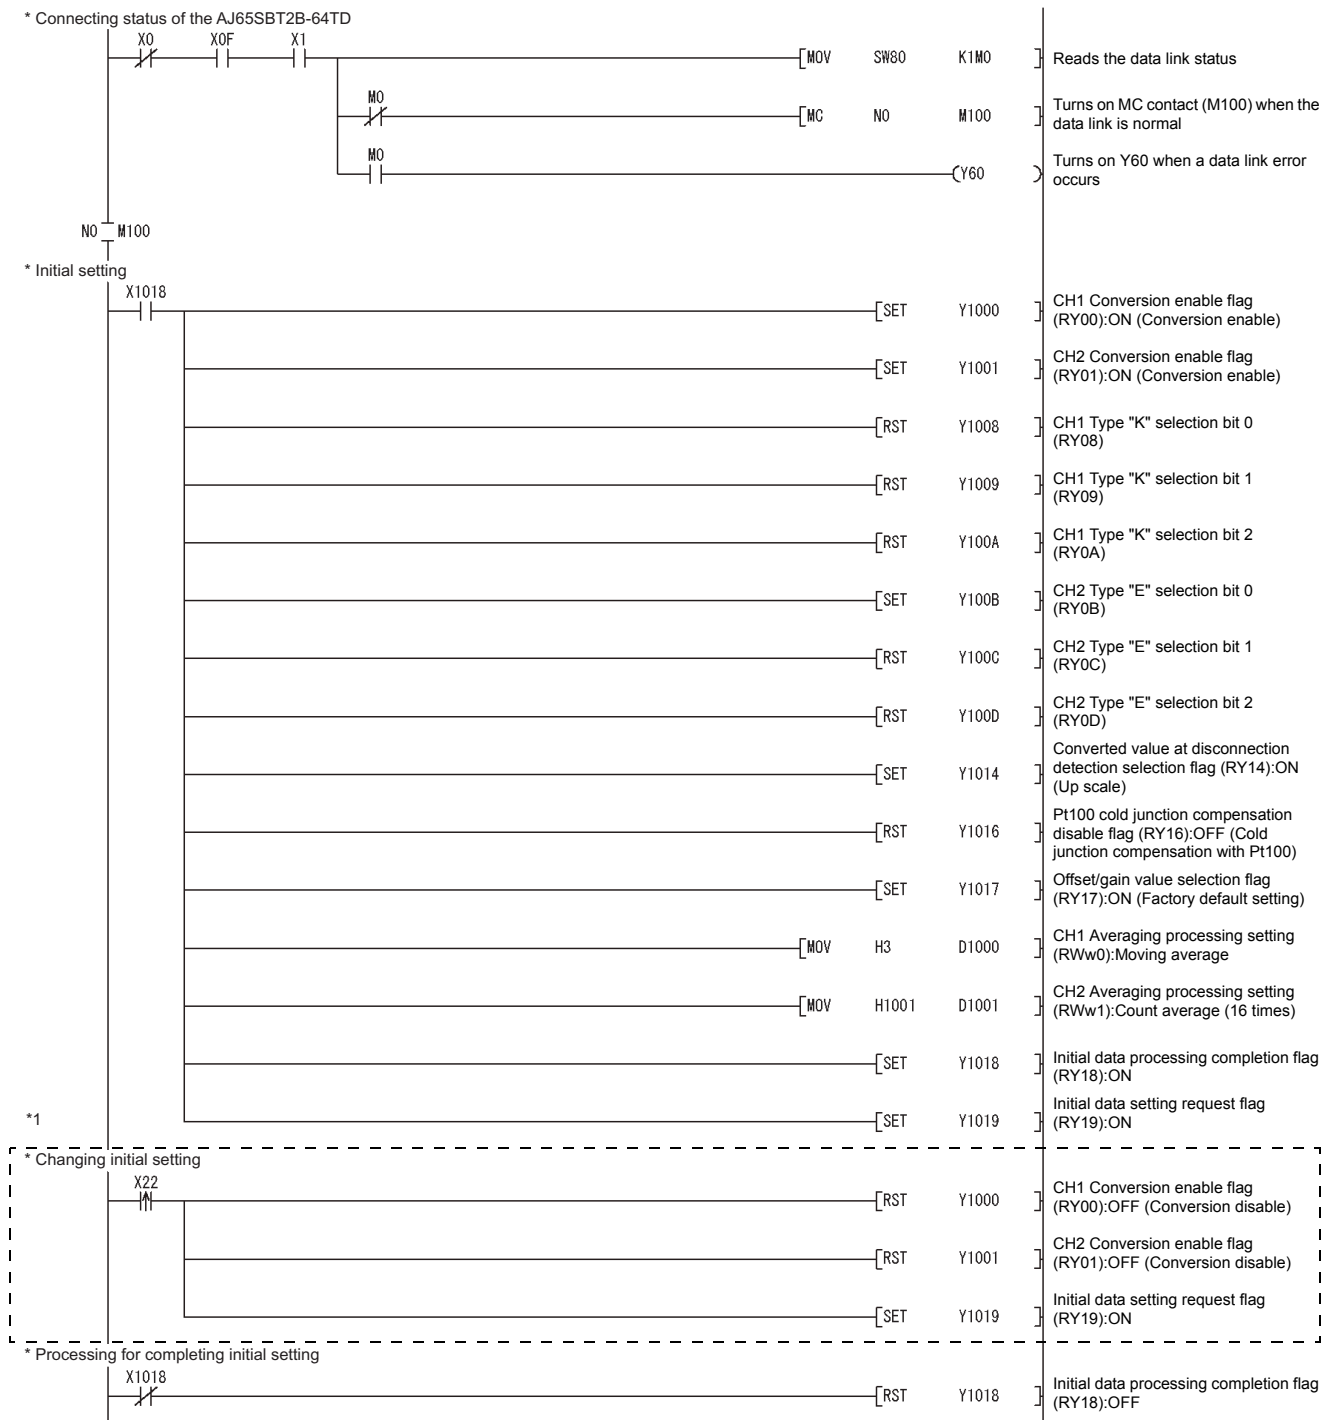 * Connecting status of the AJ65SBT2B-64TD
X0 X0F X1
MOV SW80 K1M0
Reads the data link status
M0
MC N0 M100
Turns on MC contact (M100) when the
data link is normal
M0
Y60
Turns on Y60 when a data link error
occurs
N0 M100
* Initial setting
X1018
SET Y1000
CH1 Conversion enable flag
(RY00):ON (Conversion enable)
SET Y1001
CH2 Conversion enable flag
(RY01):ON (Conversion enable)
RST Y1008
CH1 Type "K" selection bit 0
(RY08)
RST Y1009
CH1 Type "K" selection bit 1
(RY09)
RST Y100A
CH1 Type "K" selection bit 2
(RY0A)
SET Y100B
CH2 Type "E" selection bit 0
(RY0B)
RST Y100C
CH2 Type "E" selection bit 1
(RY0C)
RST Y100D
CH2 Type "E" selection bit 2
(RY0D)
SET Y1014
Converted value at disconnection
detection selection flag (RY14):ON
(Up scale)
RST Y1016
Pt100 cold junction compensation
disable flag (RY16):OFF (Cold
junction compensation with Pt100)
SET Y1017
Offset/gain value selection flag
(RY17):ON (Factory default setting)
MOV H3 D1000
CH1 Averaging processing setting
(RWw0):Moving average
MOV H1001 D1001
CH2 Averaging processing setting
(RWw1):Count average (16 times)
SET Y1018
Initial data processing completion flag
(RY18):ON
*1
SET Y1019
Initial data setting request flag
(RY19):ON
* Changing initial setting
X22
RST Y1000
CH1 Conversion enable flag
(RY00):OFF (Conversion disable)
RST Y1001
CH2 Conversion enable flag
(RY01):OFF (Conversion disable)
SET Y1019
Initial data setting request flag
(RY19):ON
* Processing for completing initial setting
X1018
RST Y1018
Initial data processing completion flag
(RY18):OFF